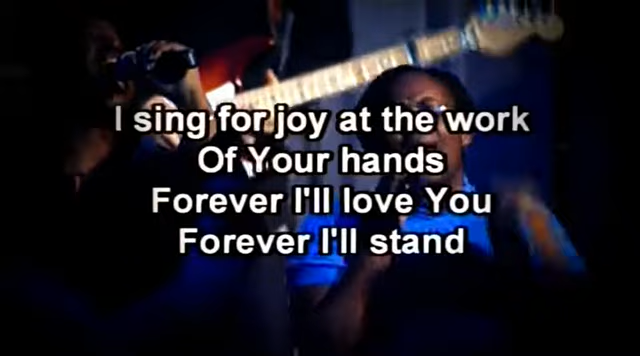 I sing for joy at the work
Of Your hands
Forever I'll love You
Forever I'll stand